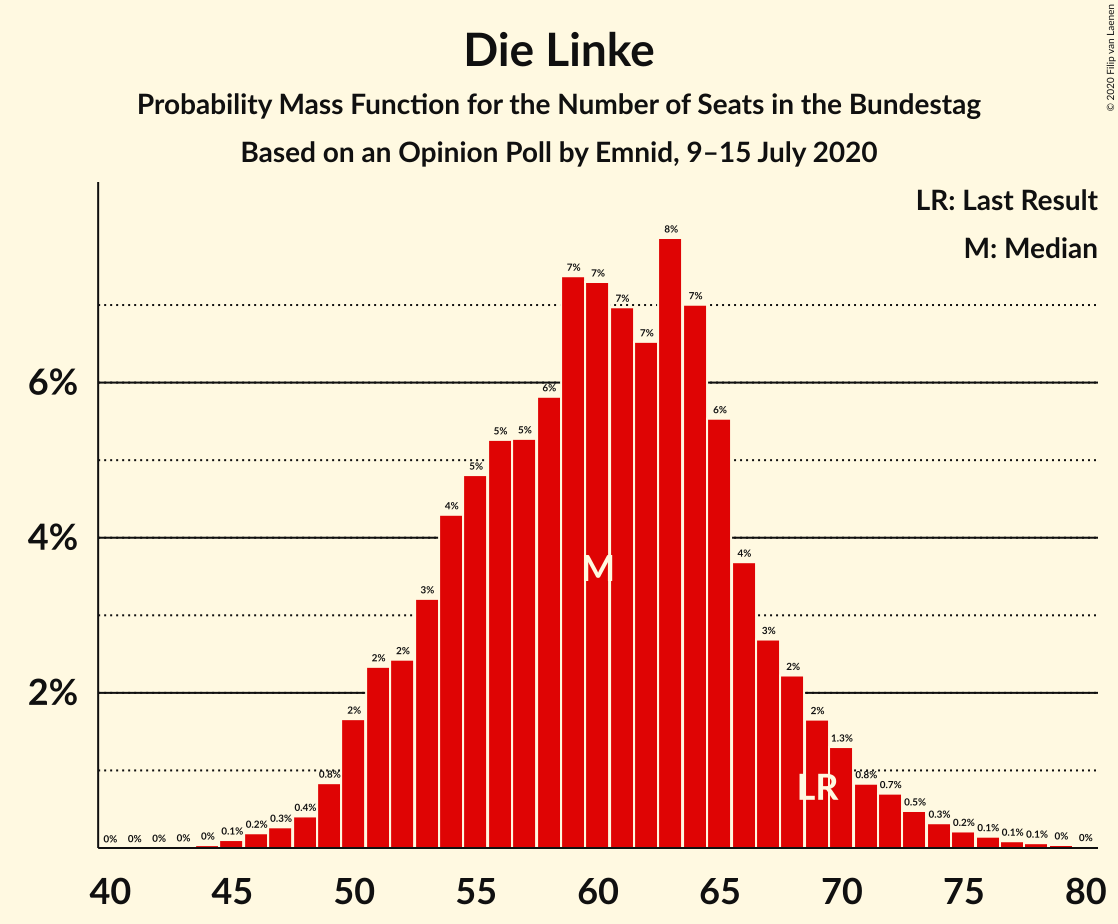 Die Linke
Probability Mass Function for the Number of Seats in the Bundestag
Based on an Opinion Poll by Emnid, 9–15 July 2020
© 2020 Filip van Laenen
LR: Last Result
M: Median
6%
4%
2%
0% 0% 0% 0% 0% 0.1% 0.2% 0.3% 0.4% 0.8% 2% 2% 2% 3% 4% 5% 5% 5% 6% 7% 7% 7% 7% 8% 7% 6% 4% 3% 2% 2% 1.3% 0.8% 0.7% 0.5% 0.3% 0.2% 0.1% 0.1% 0.1% 0% 0%
M
LR
40 45 50 55 60 65 70 75 80